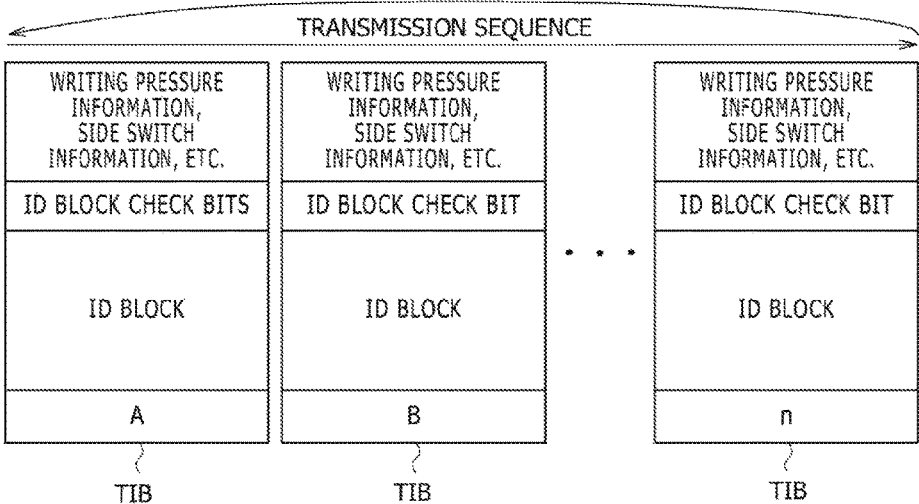 TRANSMISSION SEQUENCE
WRITING PRESSURE
INFORMATION,
SIDE SWITCH
INFORMATION, ETC.
ID BLOCK CHECK BITS
ID BLOCK
A
TIB
WRITING PRESSURE
INFORMATION,
SIDE SWITCH
INFORMATION, ETC.
ID BLOCK CHECK BIT
ID BLOCK
B
TIB
. . .
WRITING PRESSURE
INFORMATION,
SIDE SWITCH
INFORMATION, ETC.
ID BLOCK CHECK BIT
ID BLOCK
n
TIB